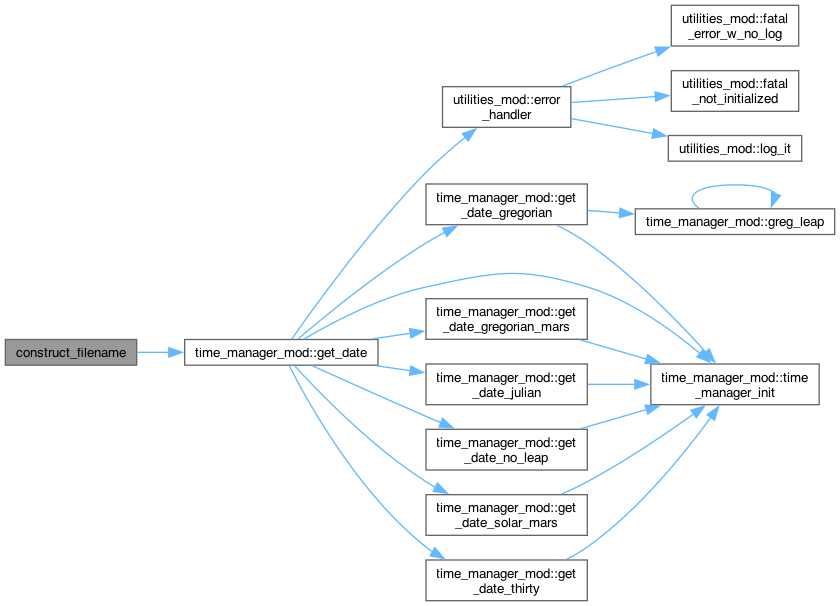 construct_filename
time_manager_mod::get_date
utilities_mod::error
_handler
utilities_mod::fatal
_error_w_no_log
utilities_mod::fatal
_not_initialized
utilities_mod::log_it
time_manager_mod::get
_date_gregorian
time_manager_mod::greg_leap
time_manager_mod::get
_date_gregorian_mars
time_manager_mod::get
_date_julian
time_manager_mod::time
_manager_init
time_manager_mod::get
_date_no_leap
time_manager_mod::get
_date_solar_mars
time_manager_mod::get
_date_thirty